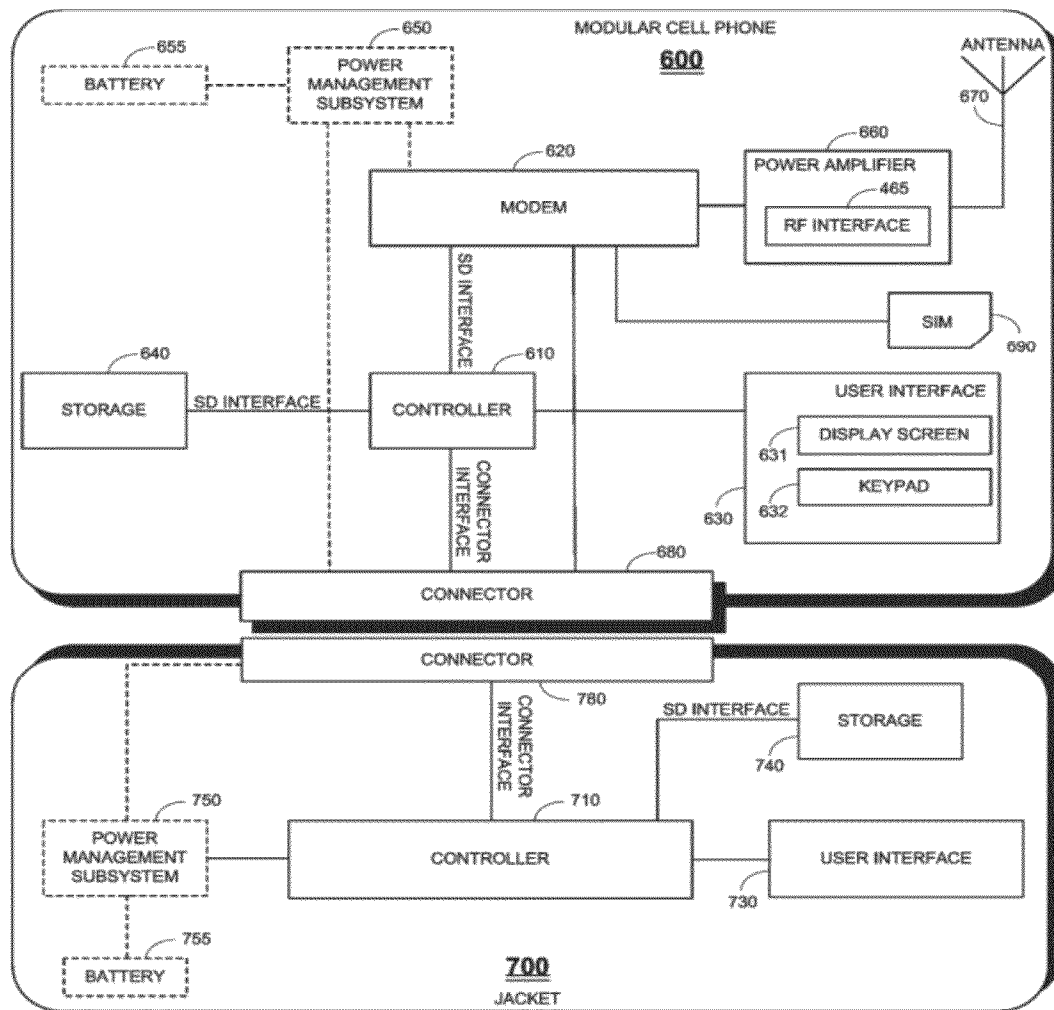 MODULAR CELL PHONE
600
655
BATTERY
650
POWER
MANAGEMENT
SUBSYSTEM
ANTENNA
670
620
MODEM
660
POWER AMPLIFIER
465
RF INTERFACE
SD INTERFACE
SIM
690
640
STORAGE
SD INTERFACE
610
CONTROLLER
USER INTERFACE
631
DISPLAY SCREEN
632
KEYPAD
630
CONNECTOR
INTERFACE
680
CONNECTOR
CONNECTOR
780
CONNECTOR
INTERFACE
SD INTERFACE
STORAGE
740
750
POWER
MANAGEMENT
SUBSYSTEM
710
CONTROLLER
USER INTERFACE
730
755
BATTERY
700
JACKET